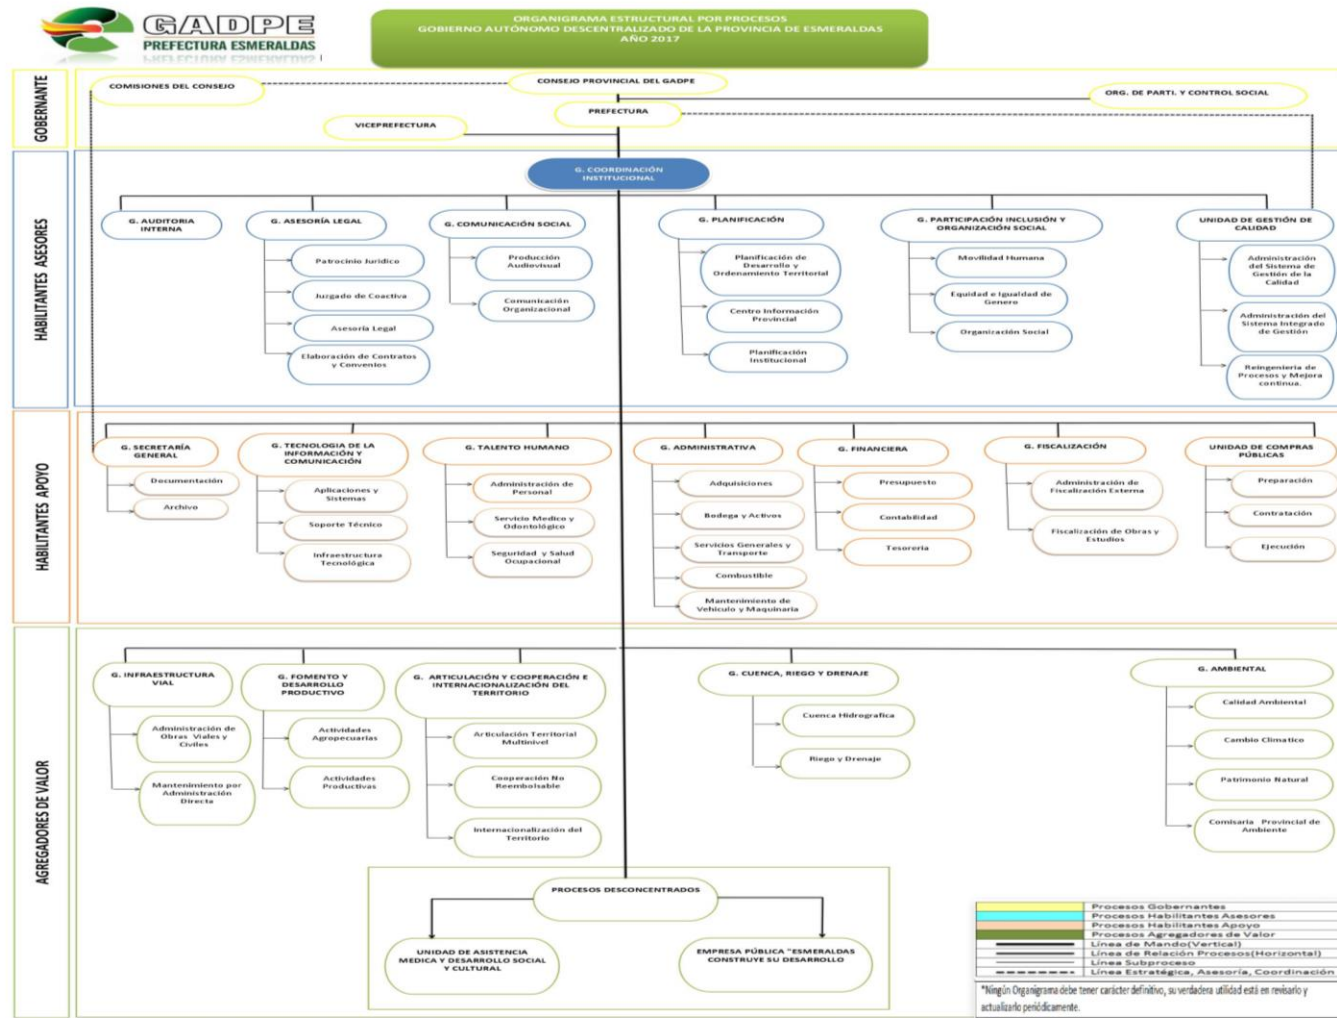 GADPE
PREFECTURA ESMERALDAS
ORGANIGRAMA ESTRUCTURAL POR PROCESOS
GOBIERNO AUTÓNOMO DESCENTRALIZADO DE LA PROVINCIA DE ESMERALDAS
AÑO 2017
GOBERNANTE
COMISIONES DEL CONSEJO
CONSEJO PROVINCIAL DEL GADPE
ORG. DE PARTI. Y CONTROL SOCIAL
PREFECTURA
VICEPREFECTURA
HABILITANTES ASESORES
G. COORDINACIÓN
INSTITUCIONAL
G. AUDITORIA
INTERNA
G. ASESORÍA LEGAL
Patrocinio Jurídico
Juzgado de Coactiva
Asesoría Legal
Elaboración de Contratos
y Convenios
G. COMUNICACIÓN SOCIAL
Producción
Audiovisual
Comunicación
Organizacional
G. PLANIFICACIÓN
Planificación de
Desarrollo y
Ordenamiento Territorial
Centro Información
Provincial
Planificación
Institucional
G. PARTICIPACIÓN INCLUSIÓN Y
ORGANIZACIÓN SOCIAL
Movilidad Humana
Equidad e Igualdad de
Genero
Organización Social
UNIDAD DE GESTIÓN DE
CALIDAD
Administración
del Sistema de
Gestión de la
Calidad
Administración del
Sistema Integrado
de Gestión
Reingeniería de
Procesos y Mejora
continua.
HABILITANTES APOYO
G. SECRETARÍA
GENERAL
Documentación
Archivo
G. TECNOLOGIA DE LA
INFORMACIÓN Y
COMUNICACIÓN
Aplicaciones y
Sistemas
Soporte Técnico
Infraestructura
Tecnológica
G. TALENTO HUMANO
Administración de
Personal
Servicio Medico y
Odontológico
Seguridad y Salud
Ocupacional
G. ADMINISTRATIVA
Adquisiciones
Bodega y Activos
Servicios Generales y
Transporte
Combustible
Mantenimiento de
Vehiculo y Maquinaria
G. FINANCIERA
Presupuesto
Contabilidad
Tesoreria
G. FISCALIZACIÓN
Administración de
Fiscalización Externa
Fiscalización de Obras y
Estudios
UNIDAD DE COMPRAS
PÚBLICAS
Preparación
Contratación
Ejecución
AGREGADORES DE VALOR
G. INFRAESTRUCTURA
VIAL
Administración de
Obras Viales y
Civiles
Mantenimiento por
Administración
Directa
G. FOMENTO Y
DESARROLLO
PRODUCTIVO
Actividades
Agropecuarias
Actividades
Productivas
G. ARTICULACIÓN Y COOPERACIÓN E
INTERNACIONALIZACIÓN DEL
TERRITORIO
Articulación Territorial
Multinivel
Cooperación No
Reembolsable
Internacionalización del
Territorio
G. CUENCA, RIEGO Y DRENAJE
Cuenca Hidrografica
Riego y Drenaje
G. AMBIENTAL
Calidad Ambiental
Cambio Climatico
Patrimonio Natural
Comisaria Provincial de
Ambiente
PROCESOS DESCONCENTRADOS
UNIDAD DE ASISTENCIA
MEDICA Y DESARROLLO SOCIAL
Y CULTURAL
EMPRESA PÚBLICA "ESMERALDAS
CONSTRUYE SU DESARROLLO
Procesos Gobernantes
Procesos Habilitantes Asesores
Procesos Habilitantes Apoyo
Procesos Agregadores de Valor
Línea de Mando(Vertical)
Línea de Relación Procesos(Horizontal)
Línea Subproceso
Línea Estratégica, Asesoría, Coordinación
*Ningún Organigrama debe tener carácter definitivo, su verdadera utilidad está en revisarlo y
actualizarlo periódicamente.